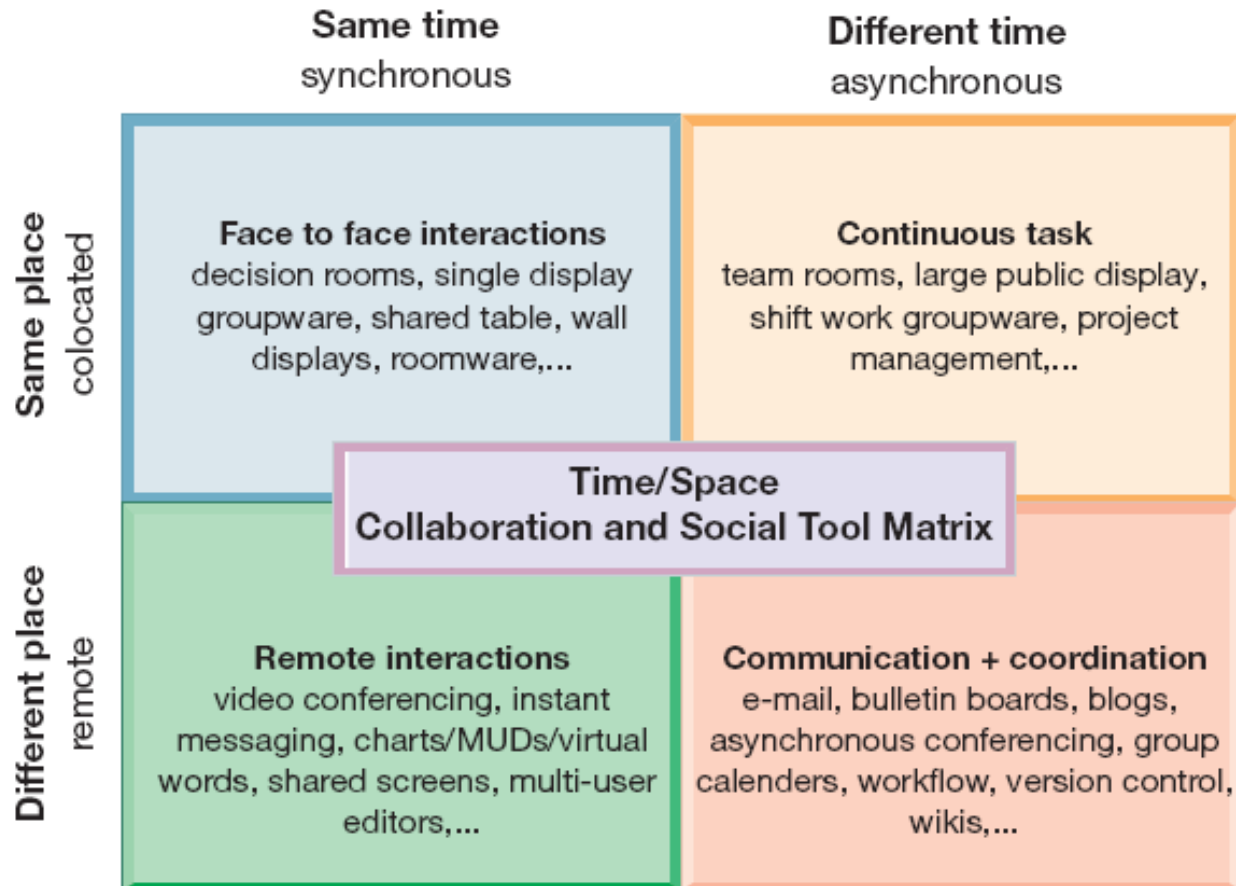 Same time
synchronous
Different time
asynchronous
Same place
colocated
Face to face interactions
decision rooms, single display
groupware, shared table, wall
displays, roomware,...
Continuous task
team rooms, large public display,
shift work groupware, project
management,...
Time/Space
Collaboration and Social Tool Matrix
Different place
remote
Remote interactions
video conferencing, instant
messaging, charts/MUDs/virtual
words, shared screens, multi-user
editors,...
Communication + coordination
e-mail, bulletin boards, blogs,
asynchronous conferencing, group
calenders, workflow, version control,
wikis,...